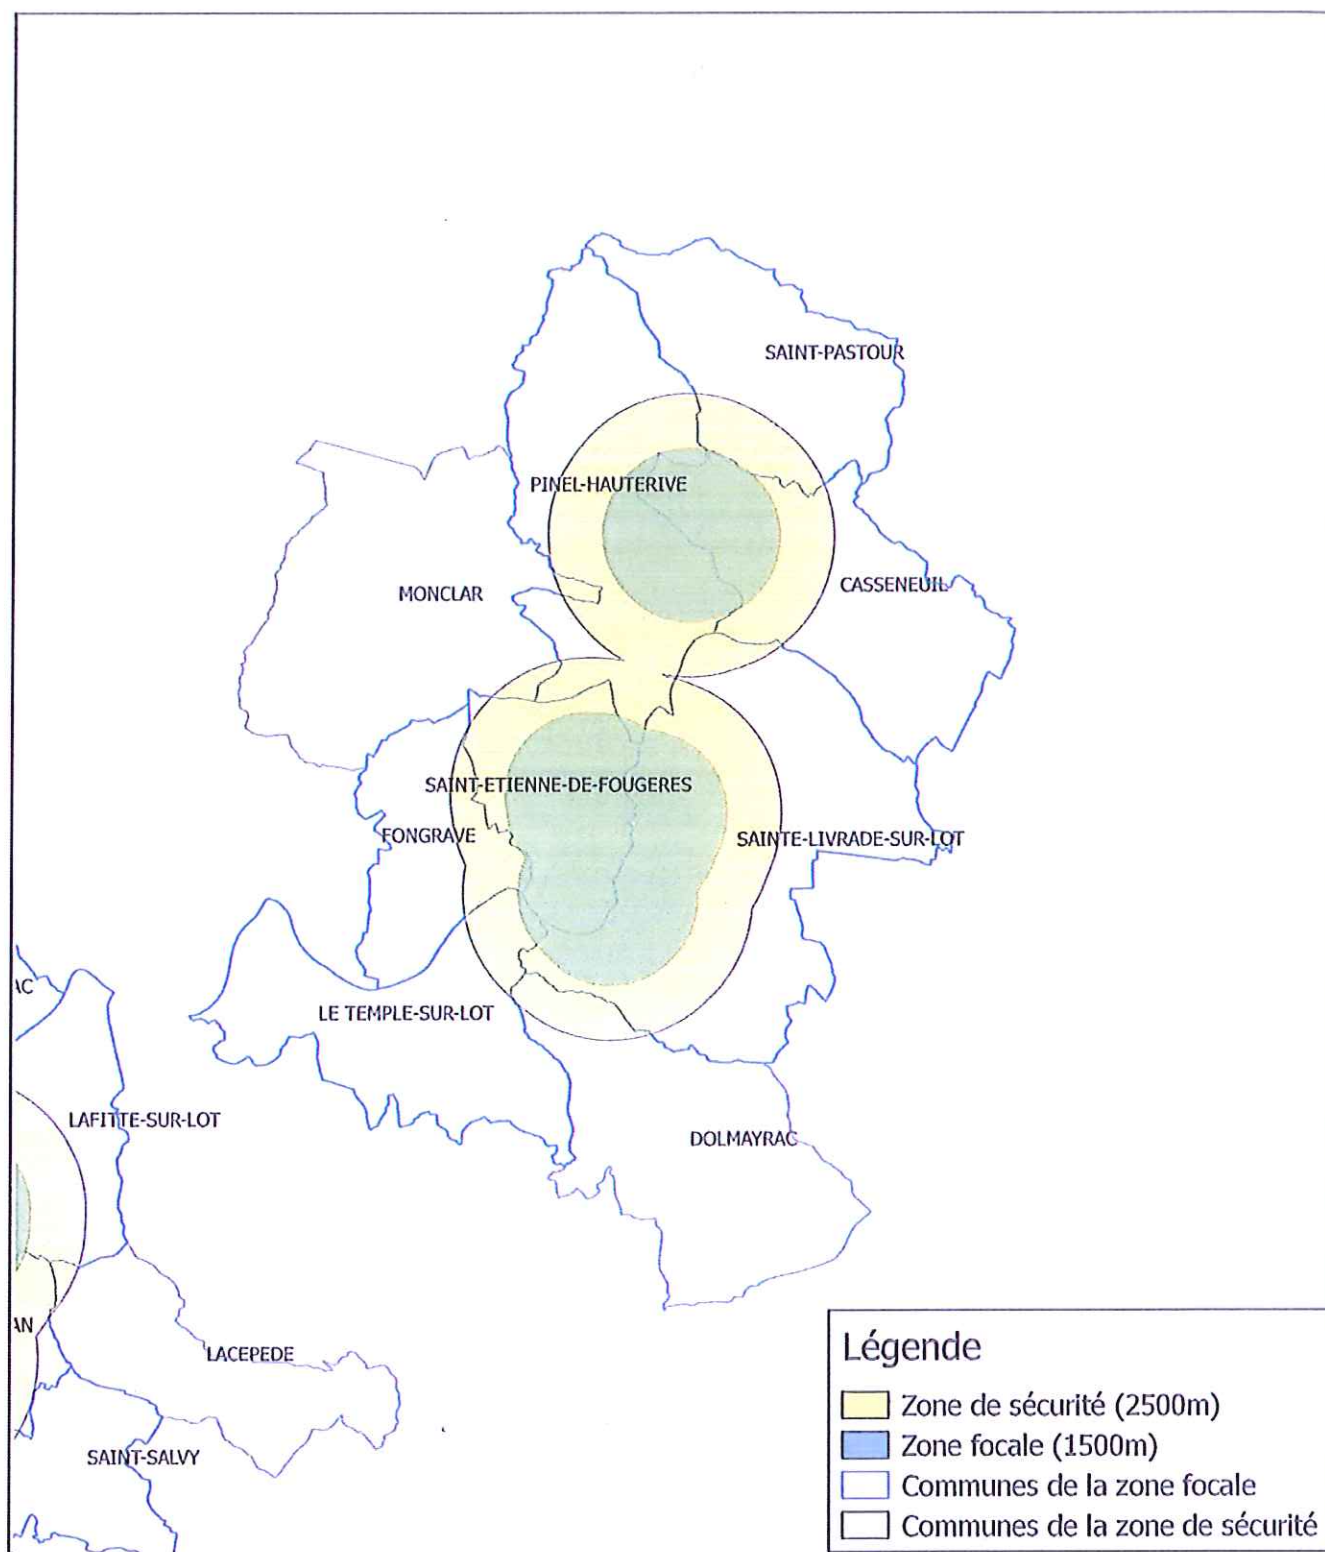 SAINT-PASTOUR
PINEL-HAUTERIVE
MONCLAR
CASSENEUIL
SAINT-ETIENNE-DE-FOUGERES
FONGRAVE
SAINTE-LIVRADE-SUR-LOT
AC
LE TEMPLE-SUR-LOT
LAFITTE-SUR-LOT
DOLMAYRAC
AN
LACEPEDE
SAINT-SALVY
Légende
Zone de sécurité (2500m)
Zone focale (1500m)
Communes de la zone focale
Communes de la zone de sécurité